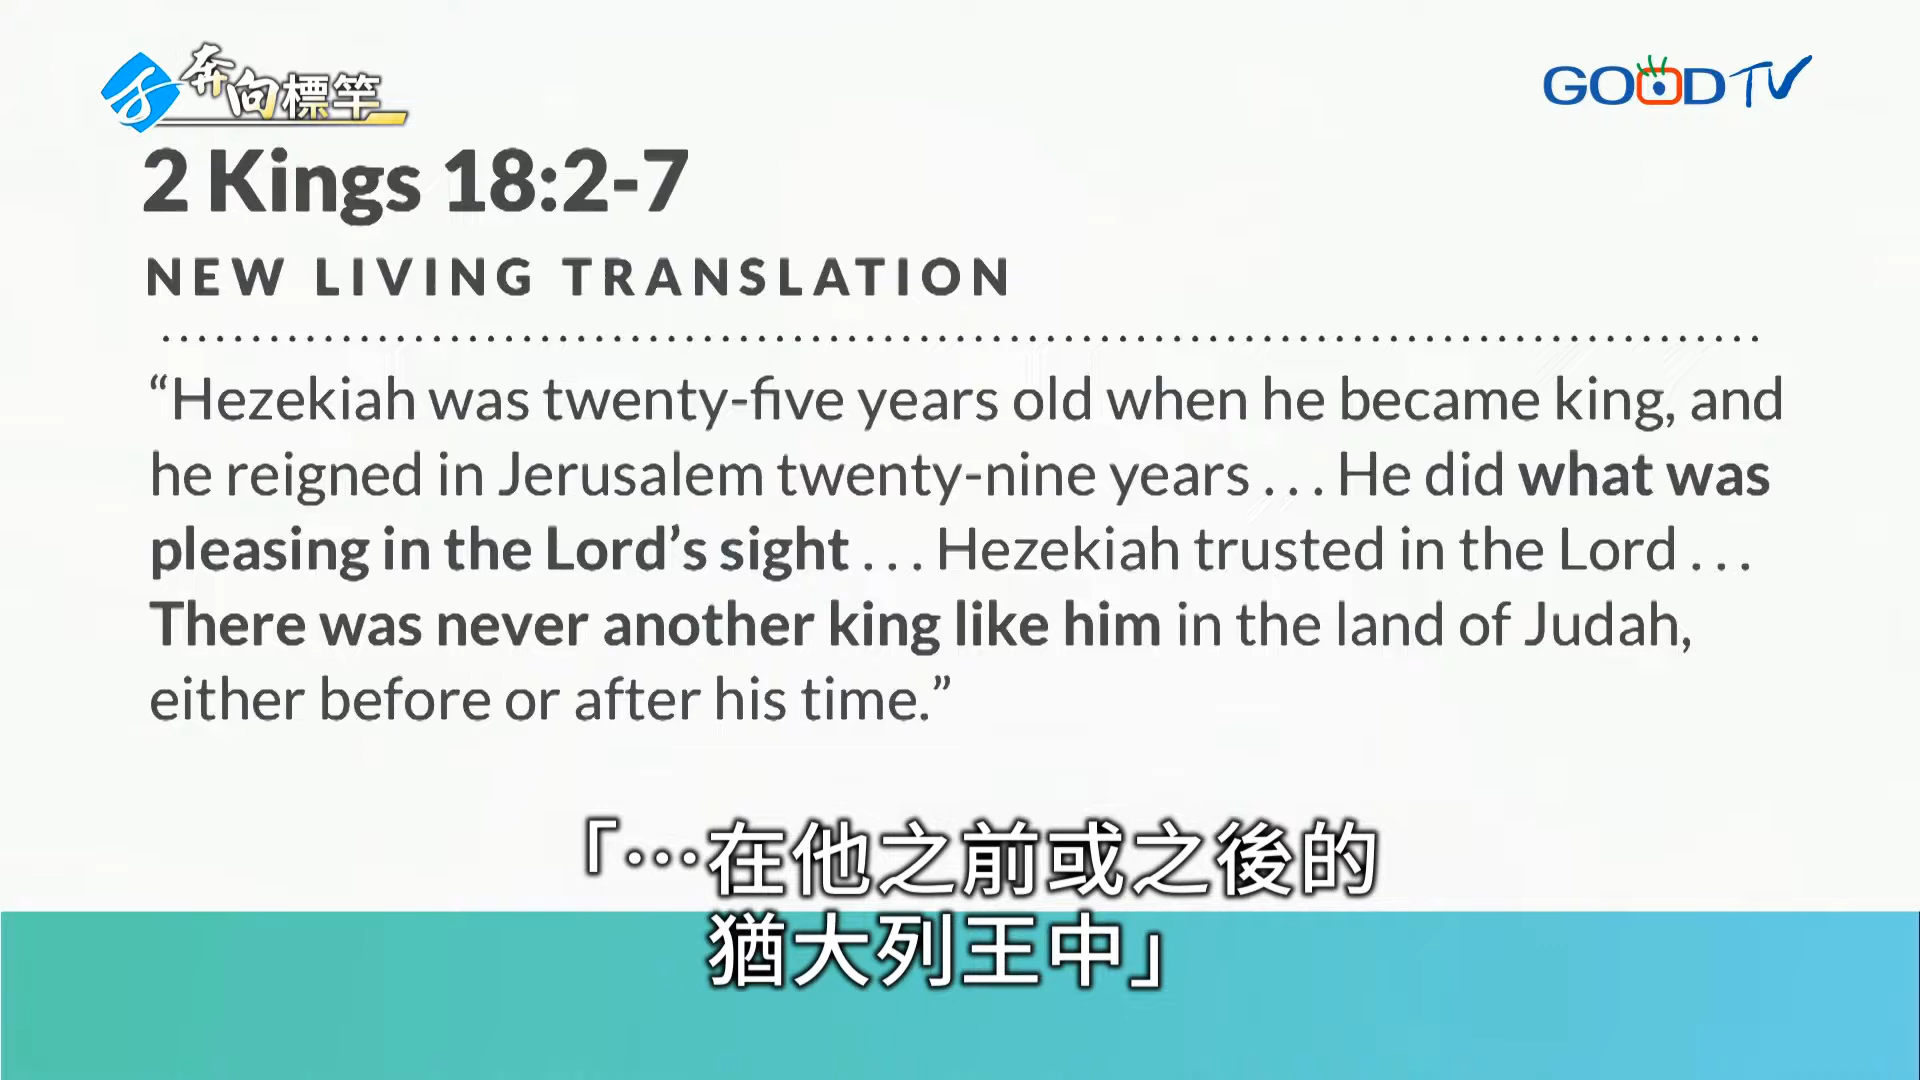 奔向標竿
GOOD TV
2 Kings 18:2-7
NEW LIVING TRANSLATION
“Hezekiah was twenty-five years old when he became king, and
he reigned in Jerusalem twenty-nine years . . . He did what was
pleasing in the Lord’s sight . . . Hezekiah trusted in the Lord . . .
There was never another king like him in the land of Judah,
either before or after his time.”
「…在他之前或之後的
猶大列王中」